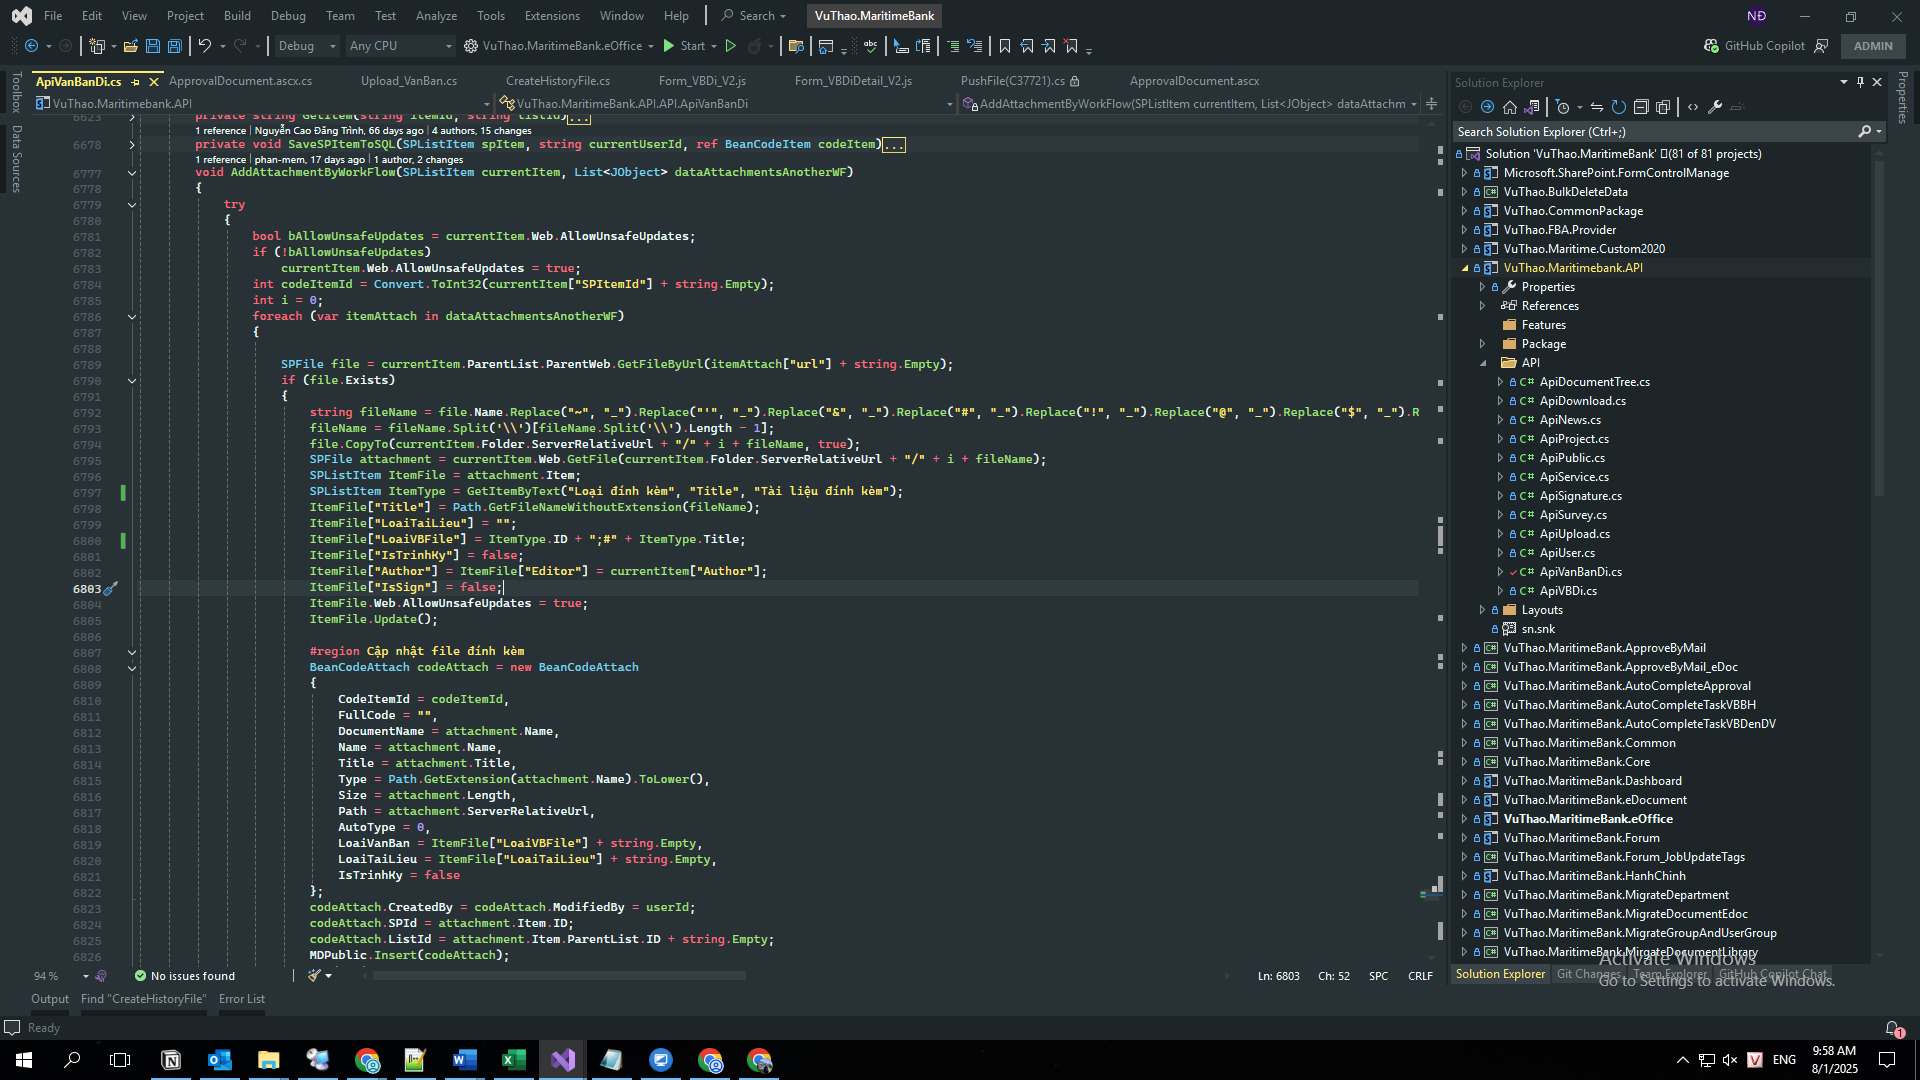 File Edit View Project Build Debug Team Test Analyze Tools Extensions Window Help Search VuThao.MaritimeBank NĐ
Debug Any CPU VuThao.MaritimeBank.eOffice Start GitHub Copilot ADMIN
ApiVanBanDi.cs ApprovalDocument.ascx.cs Upload_VanBan.cs CreateHistoryFile.cs Form_VBDi_V2.js Form_VBDiDetail_V2.js PushFile(C37721).cs ApprovalDocument.ascx
VuThao.Maritimebank.API VuThao.MaritimeBank.API.API.ApiVanBanDi AddAttachmentByWorkFlow(SPListItem currentItem, List<JObject> dataAttachm
Toolbox
Data Sources
6623 private string GetItem(string itemId, string listId)...
1 reference | Nguyễn Cao Đăng Trình, 66 days ago | 4 authors, 15 changes
6678 private void SaveSPItemToSQL(SPListItem spItem, string currentUserId, ref BeanCodeItem codeItem)...
1 reference | phan-mem, 17 days ago | 1 author, 2 changes
6777 void AddAttachmentByWorkFlow(SPListItem currentItem, List<JObject> dataAttachmentsAnotherWF)
6778 {
6779 try
6780 {
6781 bool bAllowUnsafeUpdates = currentItem.Web.AllowUnsafeUpdates;
6782 if (!bAllowUnsafeUpdates)
6783 currentItem.Web.AllowUnsafeUpdates = true;
6784 int codeItemId = Convert.ToInt32(currentItem["SPItemId"] + string.Empty);
6785 int i = 0;
6786 foreach (var itemAttach in dataAttachmentsAnotherWF)
6787 {
6788
6789 SPFile file = currentItem.ParentList.ParentWeb.GetFileByUrl(itemAttach["url"] + string.Empty);
6790 if (file.Exists)
6791 {
6792 string fileName = file.Name.Replace("~", "_").Replace("'", "_").Replace("&", "_").Replace("#", "_").Replace("!", "_").Replace("@", "_").Replace("$", "_").R
6793 fileName = fileName.Split('\\')[fileName.Split('\\').Length - 1];
6794 file.CopyTo(currentItem.Folder.ServerRelativeUrl + "/" + i + fileName, true);
6795 SPFile attachment = currentItem.Web.GetFile(currentItem.Folder.ServerRelativeUrl + "/" + i + fileName);
6796 SPListItem ItemFile = attachment.Item;
6797 SPListItem ItemType = GetItemByText("Loại đính kèm", "Title", "Tài liệu đính kèm");
6798 ItemFile["Title"] = Path.GetFileNameWithoutExtension(fileName);
6799 ItemFile["LoaiTaiLieu"] = "";
6800 ItemFile["LoaiVBFile"] = ItemType.ID + ";#" + ItemType.Title;
6801 ItemFile["IsTrinhKy"] = false;
6802 ItemFile["Author"] = ItemFile["Editor"] = currentItem["Author"];
6803 ItemFile["IsSign"] = false;
6804 ItemFile.Web.AllowUnsafeUpdates = true;
6805 ItemFile.Update();
6806
6807 #region Cập nhật file đính kèm
6808 BeanCodeAttach codeAttach = new BeanCodeAttach
6809 {
6810 CodeItemId = codeItemId,
6811 FullCode = "",
6812 DocumentName = attachment.Name,
6813 Name = attachment.Name,
6814 Title = attachment.Title,
6815 Type = Path.GetExtension(attachment.Name).ToLower(),
6816 Size = attachment.Length,
6817 Path = attachment.ServerRelativeUrl,
6818 AutoType = 0,
6819 LoaiVanBan = ItemFile["LoaiVBFile"] + string.Empty,
6820 LoaiTaiLieu = ItemFile["LoaiTaiLieu"] + string.Empty,
6821 IsTrinhKy = false
6822 };
6823 codeAttach.CreatedBy = codeAttach.ModifiedBy = userId;
6824 codeAttach.SPId = attachment.Item.ID;
6825 codeAttach.ListId = attachment.Item.ParentList.ID + string.Empty;
6826 MDPublic.Insert(codeAttach);
94 % No issues found Ln: 6803 Ch: 52 SPC CRLF
Output Find "CreateHistoryFile" Error List
Ready
Solution Explorer
Search Solution Explorer (Ctrl+;)
Solution 'VuThao.MaritimeBank' (81 of 81 projects)
Microsoft.SharePoint.FormControlManage
VuThao.BulkDeleteData
VuThao.CommonPackage
VuThao.FBA.Provider
VuThao.Maritime.Custom2020
VuThao.Maritimebank.API
Properties
References
Features
Package
API
C# ApiDocumentTree.cs
C# ApiDownload.cs
C# ApiNews.cs
C# ApiProject.cs
C# ApiPublic.cs
C# ApiService.cs
C# ApiSignature.cs
C# ApiSurvey.cs
C# ApiUpload.cs
C# ApiUser.cs
C# ApiVanBanDi.cs
C# ApiVBDi.cs
Layouts
sn.snk
VuThao.MaritimeBank.ApproveByMail
VuThao.MaritimeBank.ApproveByMail_eDoc
VuThao.MaritimeBank.AutoCompleteApproval
VuThao.MaritimeBank.AutoCompleteTaskVBBH
VuThao.MaritimeBank.AutoCompleteTaskVBDenDV
VuThao.MaritimeBank.Common
VuThao.MaritimeBank.Core
VuThao.MaritimeBank.Dashboard
VuThao.MaritimeBank.eDocument
VuThao.MaritimeBank.eOffice
VuThao.MaritimeBank.Forum
VuThao.MaritimeBank.Forum_JobUpdateTags
VuThao.MaritimeBank.HanhChinh
VuThao.MaritimeBank.MigrateDepartment
VuThao.MaritimeBank.MigrateDocumentEdoc
VuThao.MaritimeBank.MigrateGroupAndUserGroup
VuThao.MaritimeBank.MigrateDocumentLibrary
Solution Explorer Git Changes Team Explorer GitHub Copilot Chat
Activate Windows
Go to Settings to activate Windows.
Properties
1
ENG
9:58 AM
8/1/2025